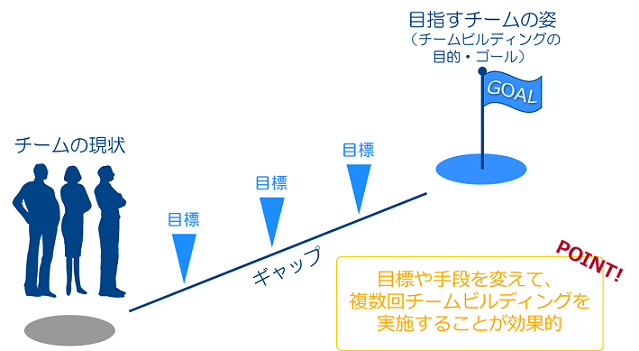 目指すチームの姿
（チームビルディングの
目的・ゴール）
GOAL
チームの現状
目標
目標
目標
ギャップ
POINT!
目標や手段を変えて、
複数回チームビルディングを
実施することが効果的